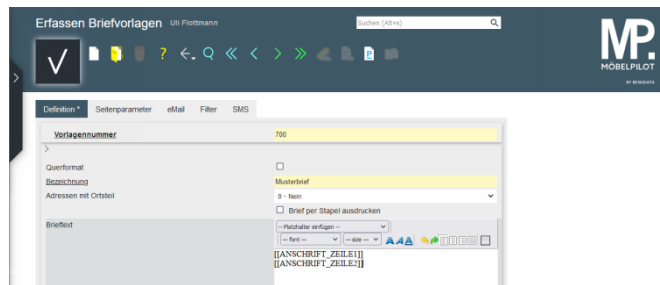 Erfassen Briefvorlagen Uli Flottmann
Suchen (Alt+s)
MP.
MÖBELPILOT
BY BEWIDATA
Definition * Seitenparameter eMail Filter SMS
Vorlagennummer 700
Querformat
Bezeichnung Musterbrief
Adressen mit Ortsteil 0 - Nein
Brief per Stapel ausdrucken
Brieftext -- Platzhalter einfügen --
-- font -- -- size -- A A A
[[ANSCHRIFT_ZEILE1]]
[[ANSCHRIFT_ZEILE2]]